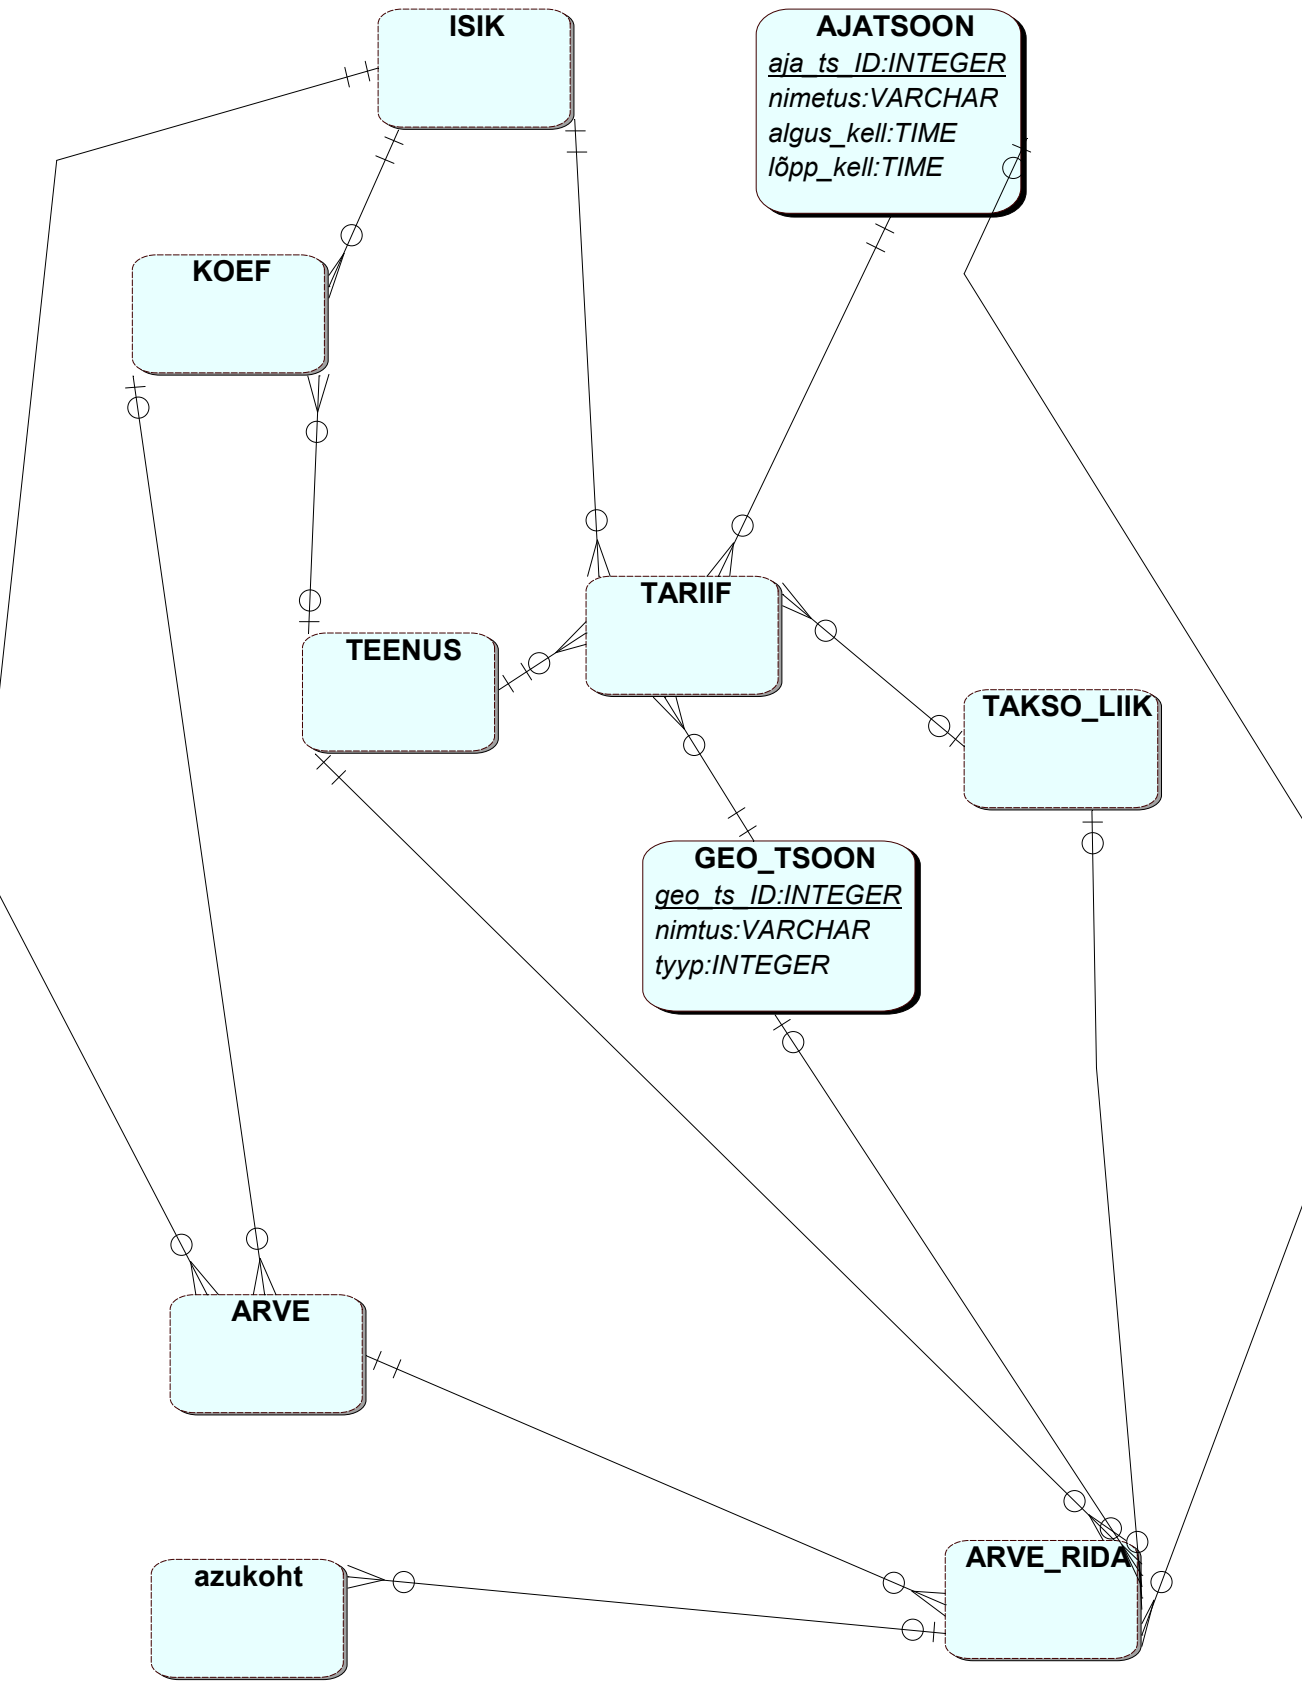 ISIK
AJATSOON
aja_ts_ID:INTEGER
nimetus:VARCHAR
algus_kell:TIME
lõpp_kell:TIME
KOEF
TARIIF
TEENUS
TAKSO_LIIK
GEO_TSOON
geo_ts_ID:INTEGER
nimtus:VARCHAR
tyyp:INTEGER
ARVE
ARVE_RIDA
azukoht